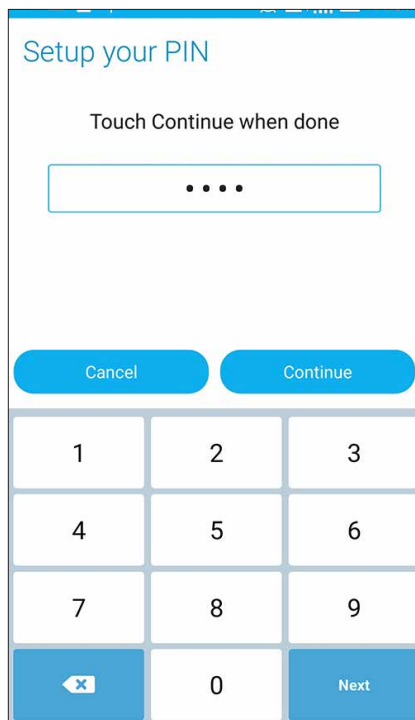 Setup your PIN
Touch Continue when done
••••
Cancel Continue
1 2 3
4 5 6
7 8 9
0 Next